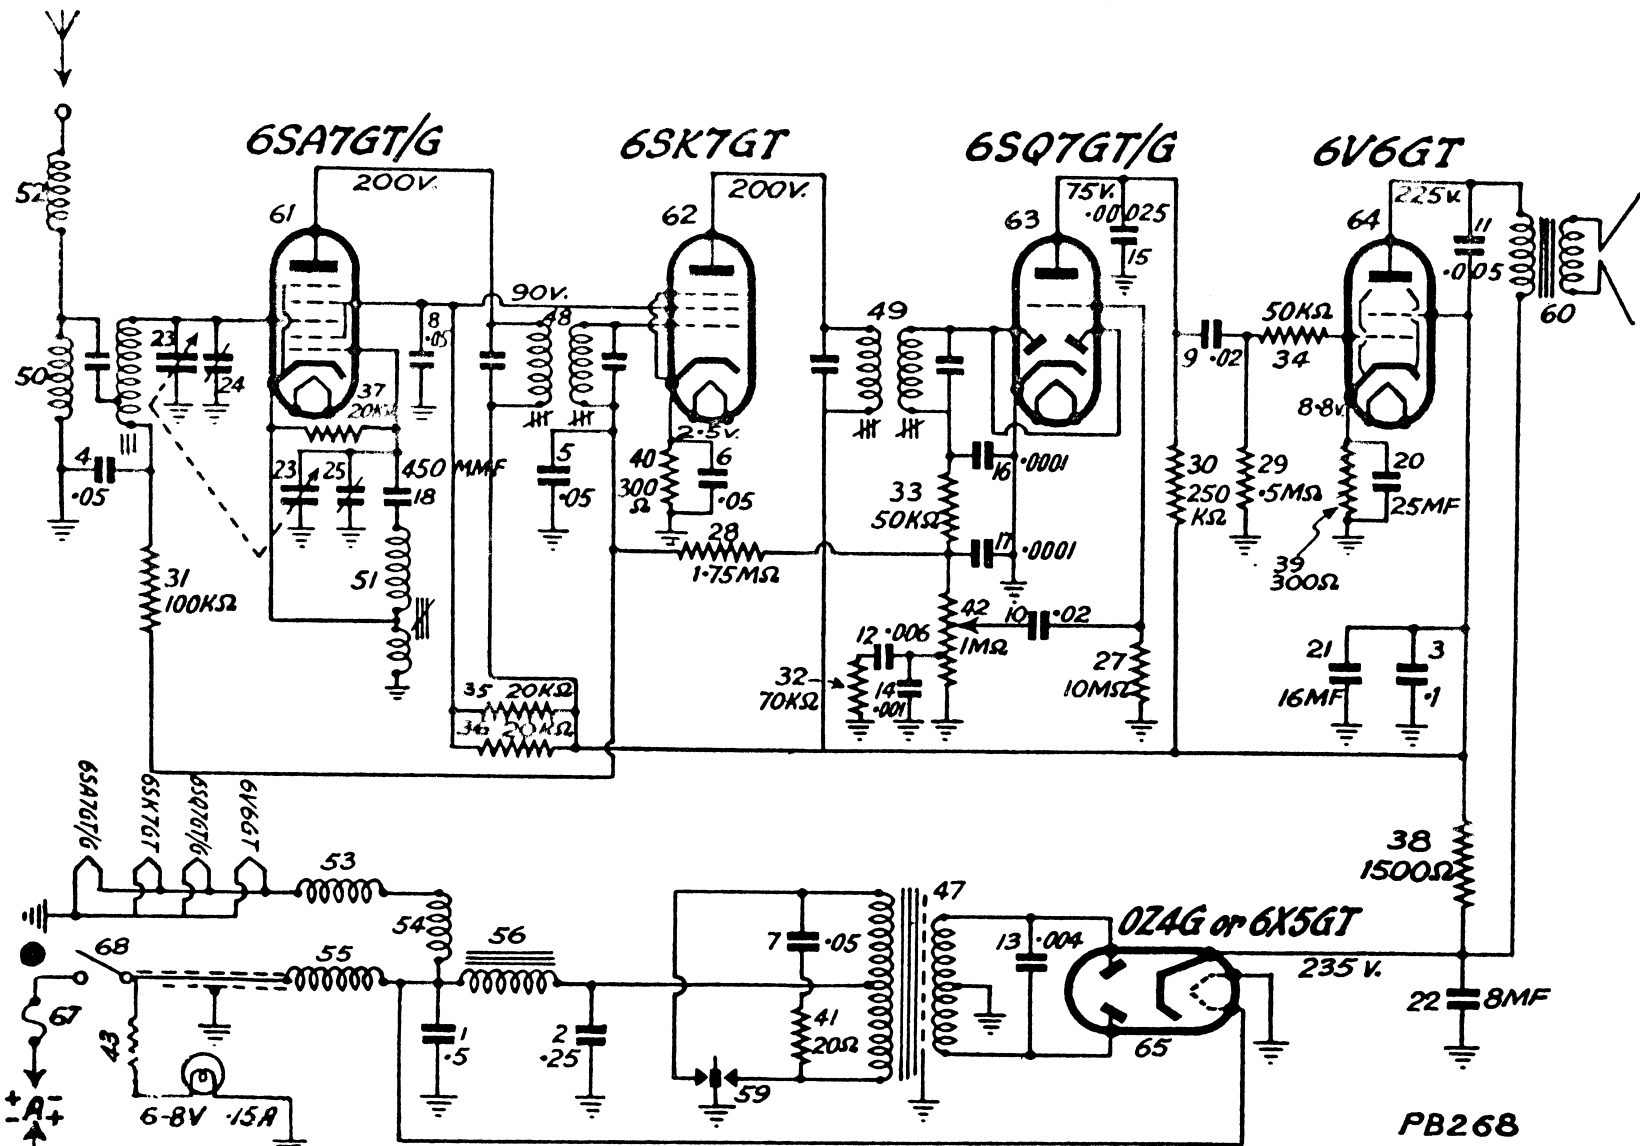 6SA7GT/G
6SK7GT
6SQ7GT/G
6V6GT
200V.
200V.
75V.
.00025
225V.
52
61
62
63
15
64
11
.005
90V.
48
49
50KΩ
60
23
24
8
.05
9 .02
34
50
37
20KΩ
8.8V.
2.5V.
4
.05
23
25
450 MMF
18
5
.05
40
300
Ω
6
.05
16 .0001
33
50KΩ
30
250
KΩ
29
.5MΩ
20
25MF
28
1.75MΩ
17 .0001
39
300Ω
31
100KΩ
51
42
1MΩ
10 .02
12 .006
32
70KΩ
14
.001
27
10MΩ
21
16MF
3
.1
35 20KΩ
36 20KΩ
6SA7GT/G
6SK7GT
6SQ7GT/G
6V6GT
53
38
1500Ω
47
54
56
7 .05
13 .004
0Z4G or 6X5GT
68
55
235 V.
67
43
1
.5
2
.25
41
20Ω
65
22 8MF
59
+ A -
- +
6-8V .15A
PB268